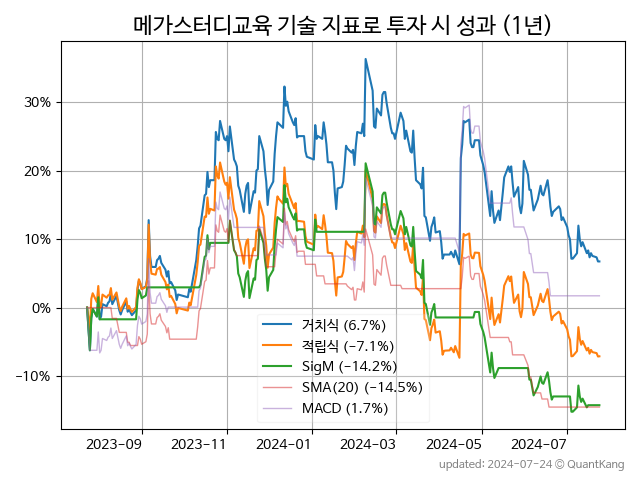 메가스터디교육 기술 지표로 투자 시 성과 (1년)
30%
20%
10%
0%
−10%
거치식 (6.7%)
적립식 (−7.1%)
SigM (−14.2%)
SMA(20) (−14.5%)
MACD (1.7%)
2023-09
2023-11
2024-01
2024-03
2024-05
2024-07
updated: 2024-07-24 @ QuantKang